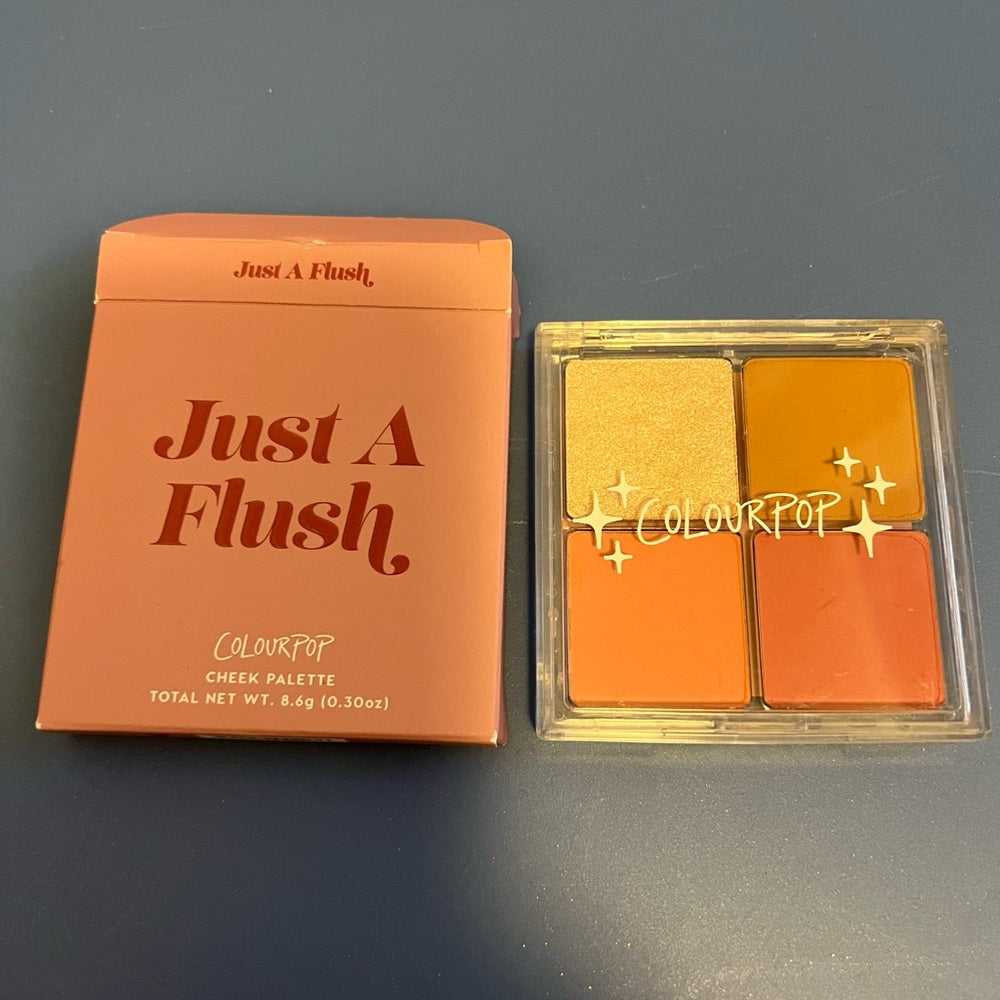 Just A Flush
Just A
Flush
COLOURPOP
CHEEK PALETTE
TOTAL NET WT. 8.6g (0.30oz)
COLOURPOP